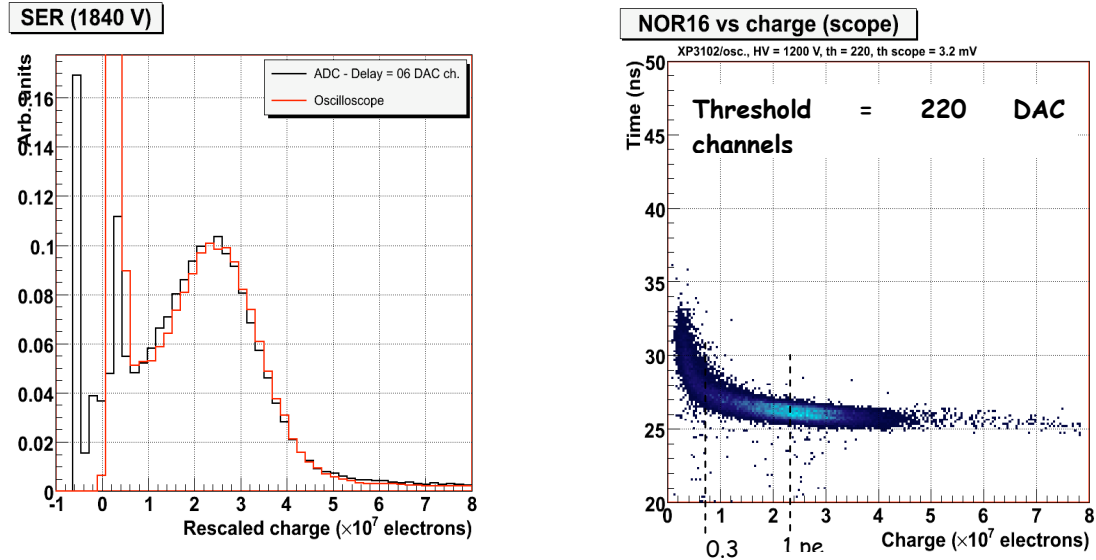 SER (1840 V)
Arb. units
0.16
0.14
0.12
0.1
0.08
0.06
0.04
0.02
0
-1 0 1 2 3 4 5 6 7 8
Rescaled charge (×10⁷ electrons)
ADC - Delay = 06 DAC ch.
Oscilloscope
NOR16 vs charge (scope)
XP3102/osc., HV = 1200 V, th = 220, th scope = 3.2 mV
Time (ns)
50
45
40
35
30
25
20
Threshold = 220 DAC
channels
0 1 2 3 4 5 6 7 8
Charge (×10⁷ electrons)
0.3
1 pe